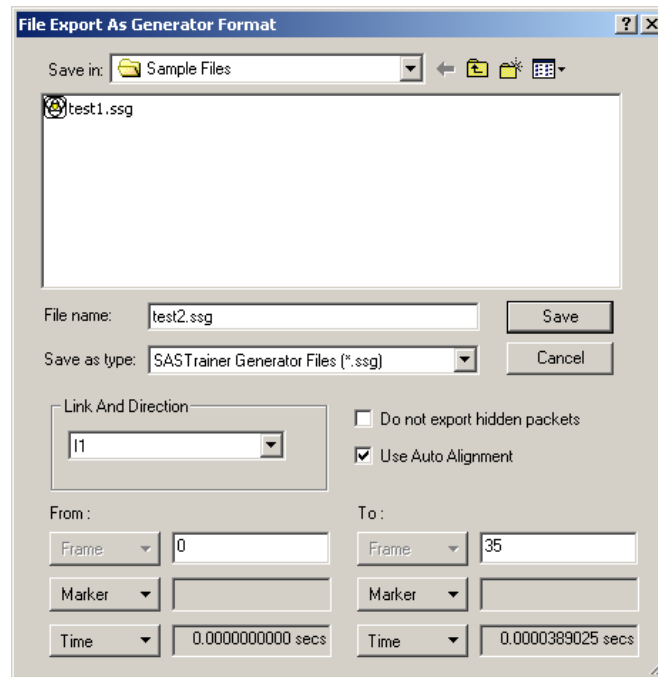 File Export As Generator Format
Save in: Sample Files
test1.ssg
File name: test2.ssg Save
Save as type: SASTrainer Generator Files (*.ssg) Cancel
Link And Direction
I1
Do not export hidden packets
Use Auto Alignment
From : To :
Frame 0 Frame 35
Marker Marker
Time 0.0000000000 secs Time 0.0000389025 secs